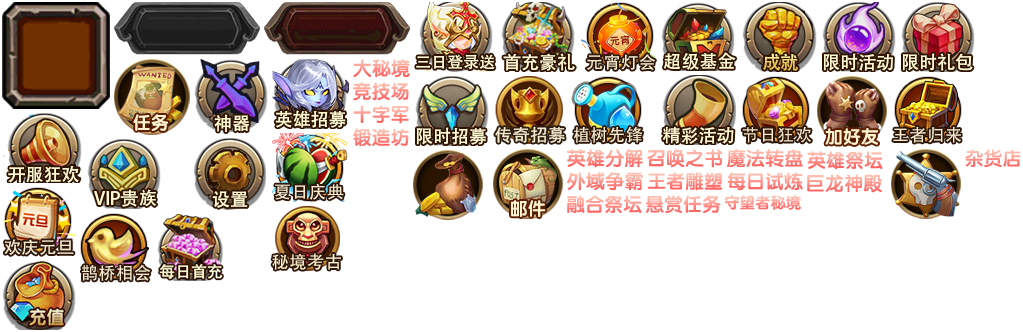 三日登录送
首充豪礼
元宵
元宵灯会
超级基金
成就
限时活动
限时礼包
WANTED
任务
神器
英雄招募
大秘境
竞技场
十字军
锻造坊
限时招募
传奇招募
植树先锋
精彩活动
节日狂欢
加好友
王者归来
开服狂欢
VIP贵族
设置
夏日庆典
邮件
英雄分解 召唤之书 魔法转盘 英雄祭坛
外域争霸 王者雕塑 每日试炼 巨龙神殿
融合祭坛 悬赏任务 守望者秘境
杂货店
元旦
欢庆元旦
鹊桥相会
每日首充
秘境考古
充值